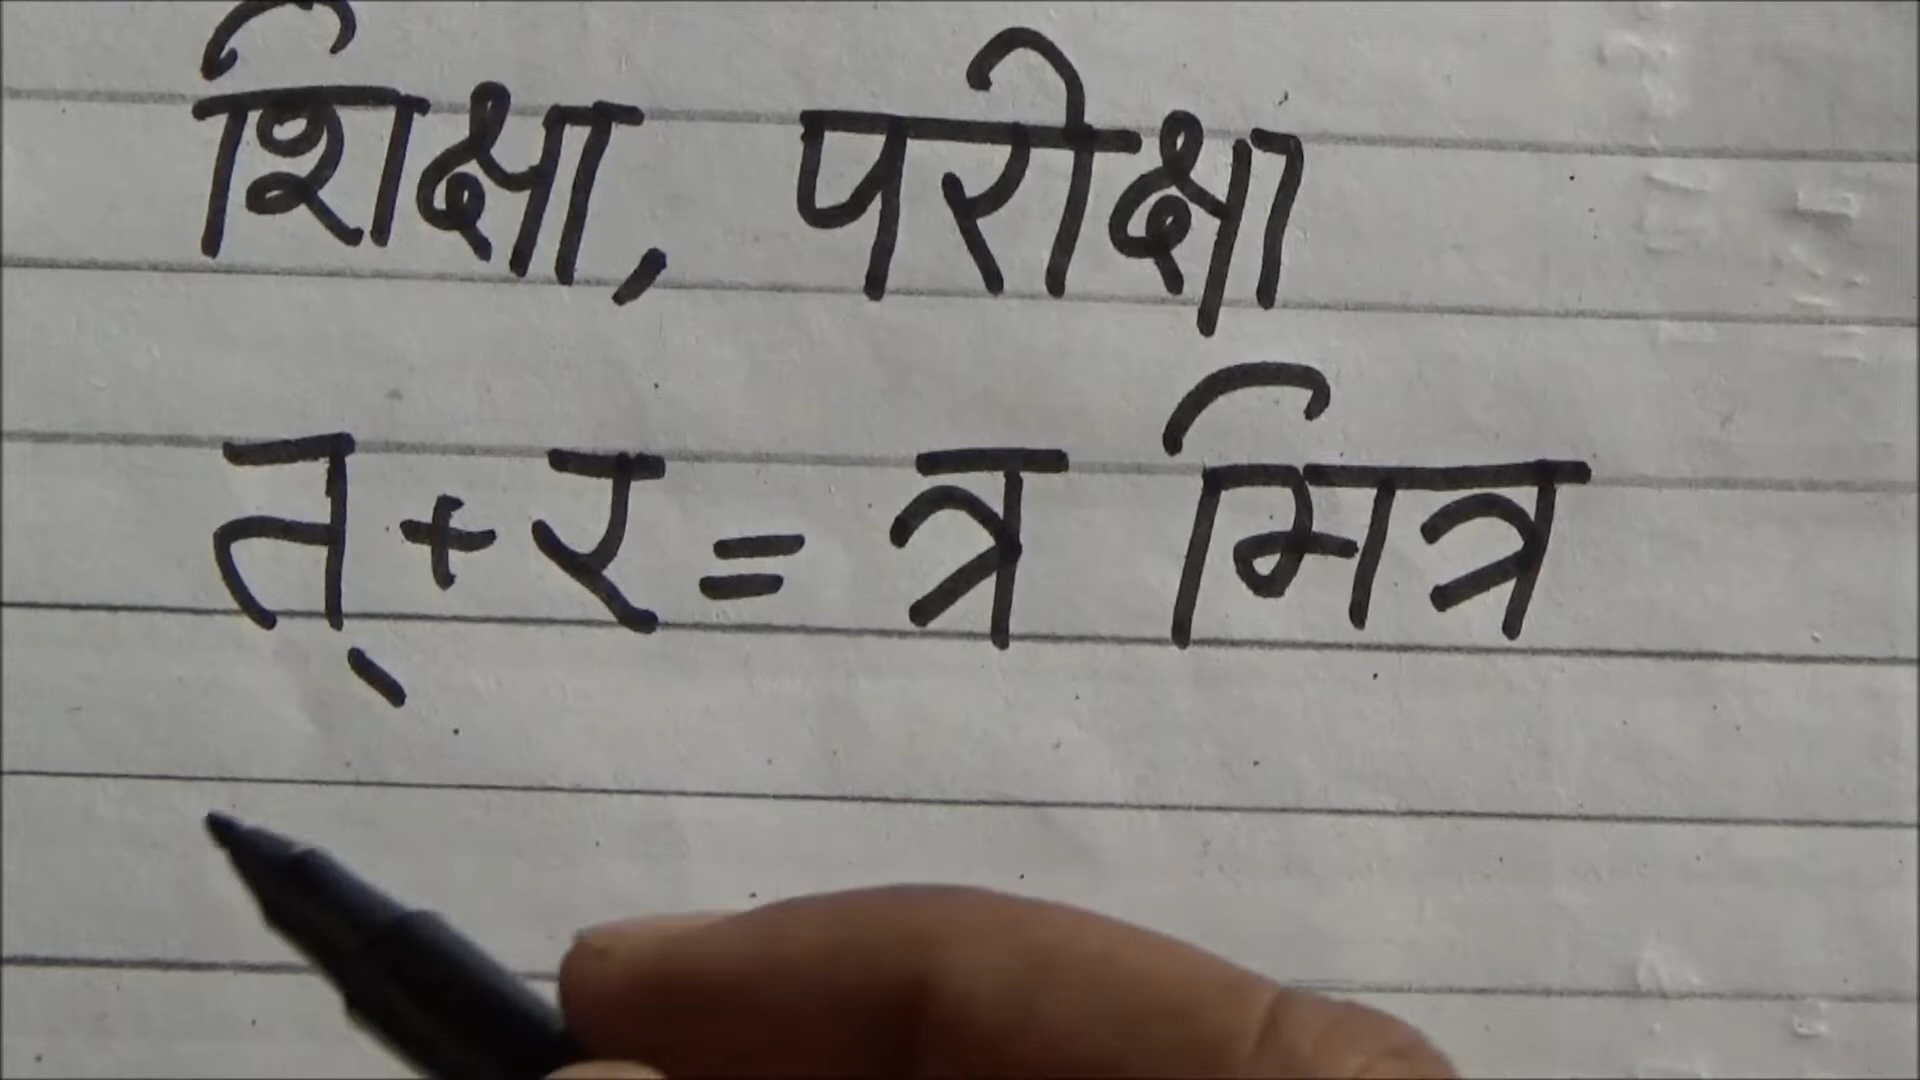 शिक्षा, परीक्षा
त् + र = त्र मित्र